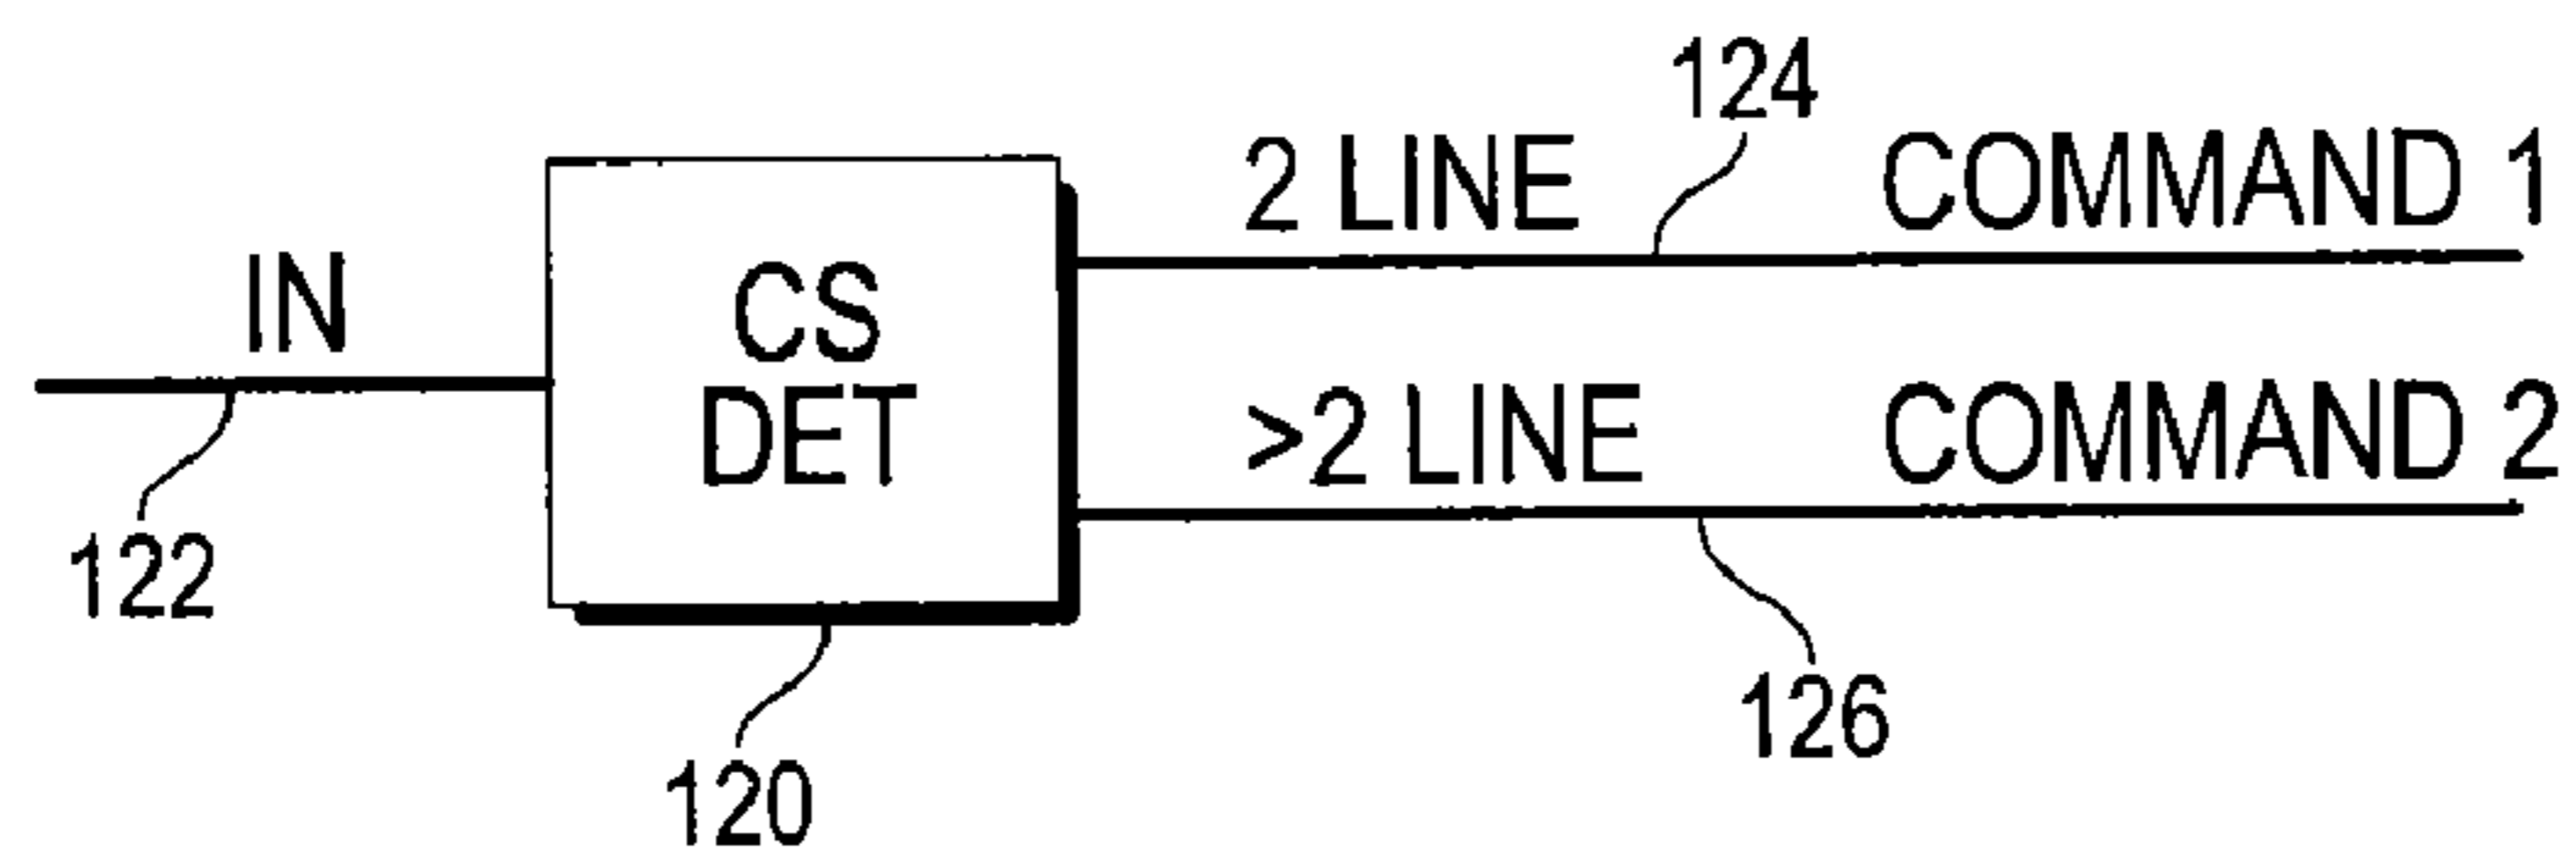 124
2 LINE COMMAND 1
IN
CS
DET
>2 LINE COMMAND 2
122
126
120